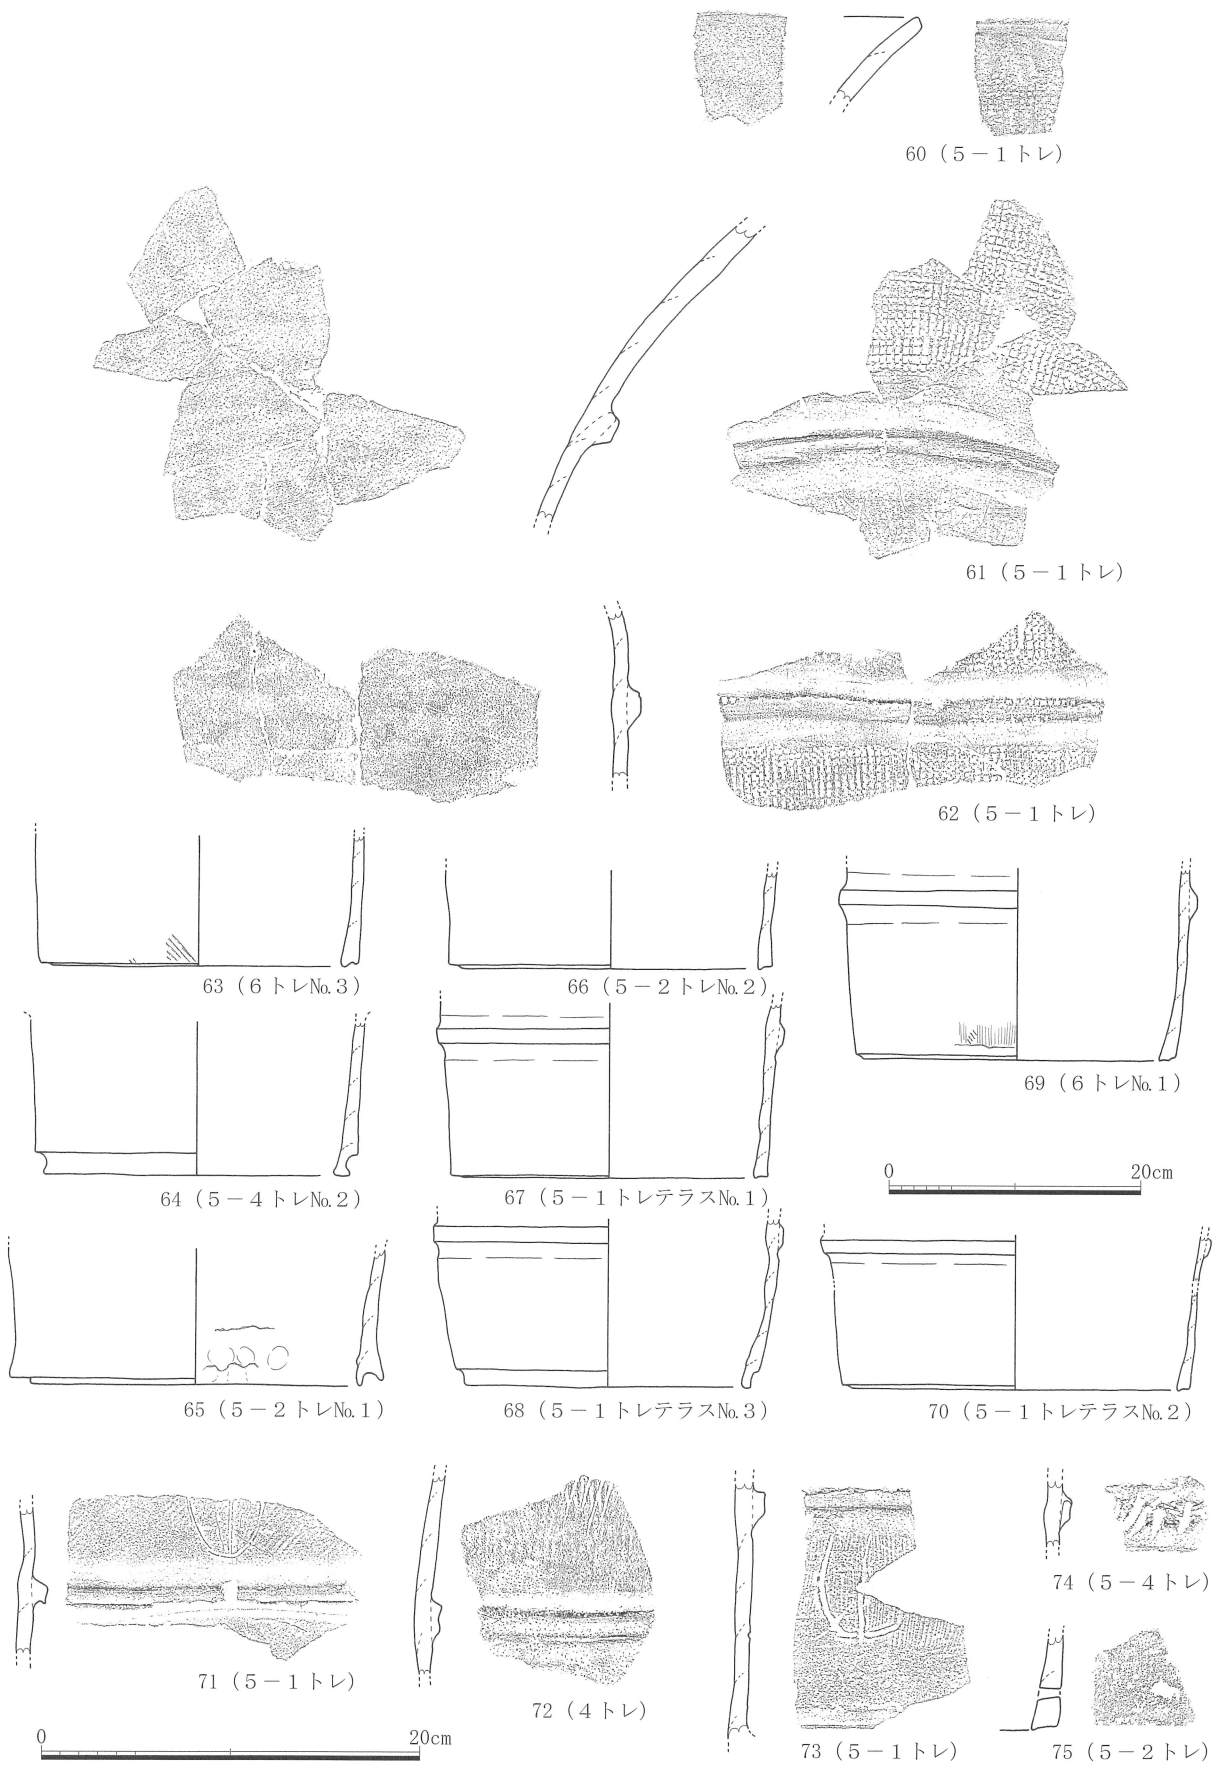 60（５－１トレ）
61（５－１トレ）
62（５－１トレ）
63（６トレ№３）
66（５－２トレ№２）
69（６トレ№１）
64（５－４トレ№２）
67（５－１トレテラス№１）
0 20cm
65（５－２トレ№１）
68（５－１トレテラス№３）
70（５－１トレテラス№２）
71（５－１トレ）
72（４トレ）
73（５－１トレ）
74（５－４トレ）
75（５－２トレ）
0 20cm